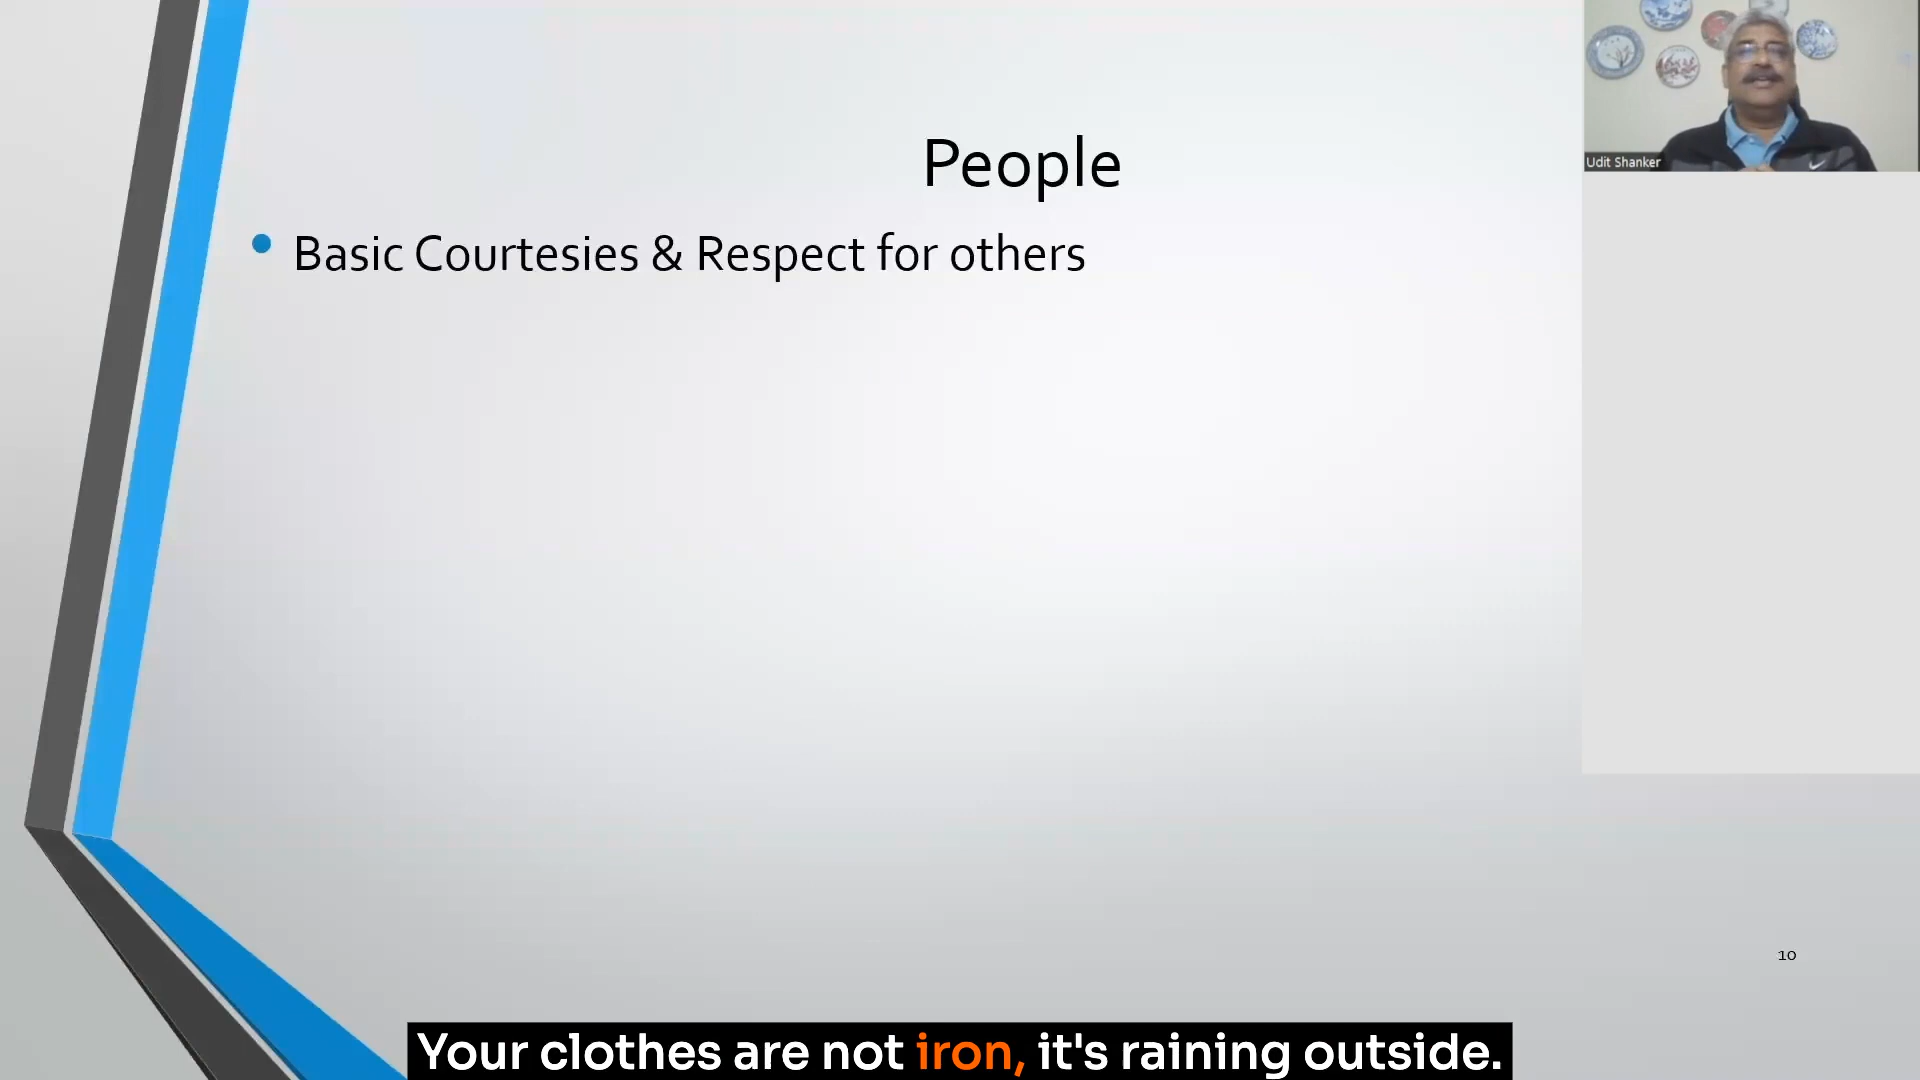 People
Basic Courtesies & Respect for others
Udit Shanker
10
Your clothes are not iron, it's raining outside.